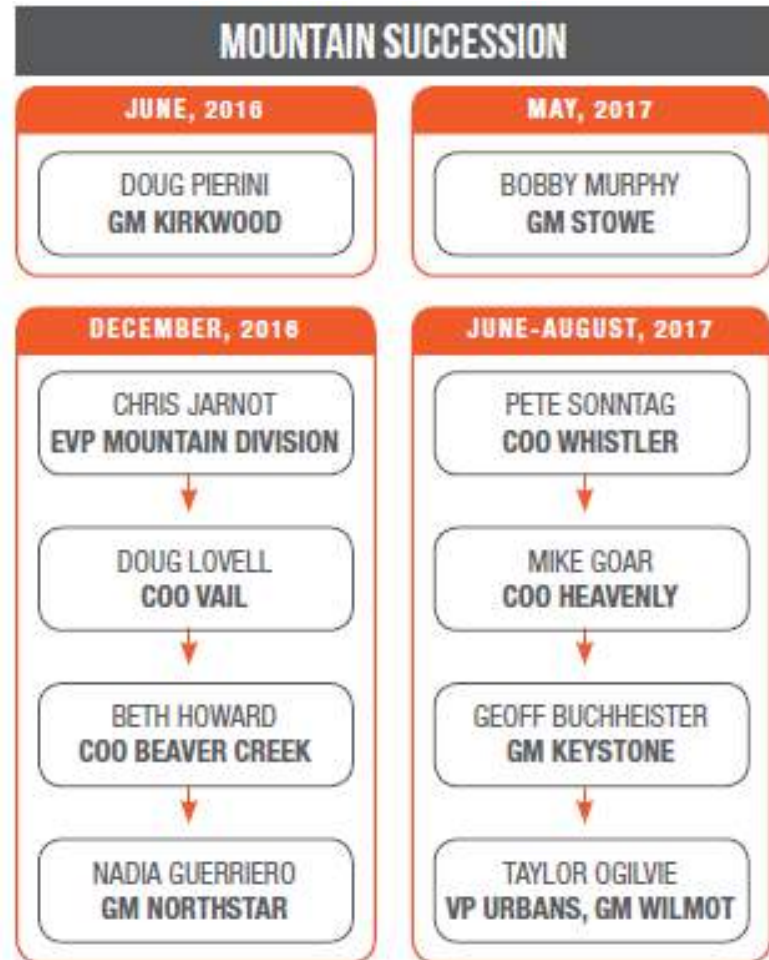 MOUNTAIN SUCCESSION
JUNE, 2016
DOUG PIERINI
GM KIRKWOOD
MAY, 2017
BOBBY MURPHY
GM STOWE
DECEMBER, 2016
CHRIS JARNOT
EVP MOUNTAIN DIVISION
DOUG LOVELL
COO VAIL
BETH HOWARD
COO BEAVER CREEK
NADIA GUERRIERO
GM NORTHSTAR
JUNE-AUGUST, 2017
PETE SONNTAG
COO WHISTLER
MIKE GOAR
COO HEAVENLY
GEOFF BUCHHEISTER
GM KEYSTONE
TAYLOR OGILVIE
VP URBANS, GM WILMOT